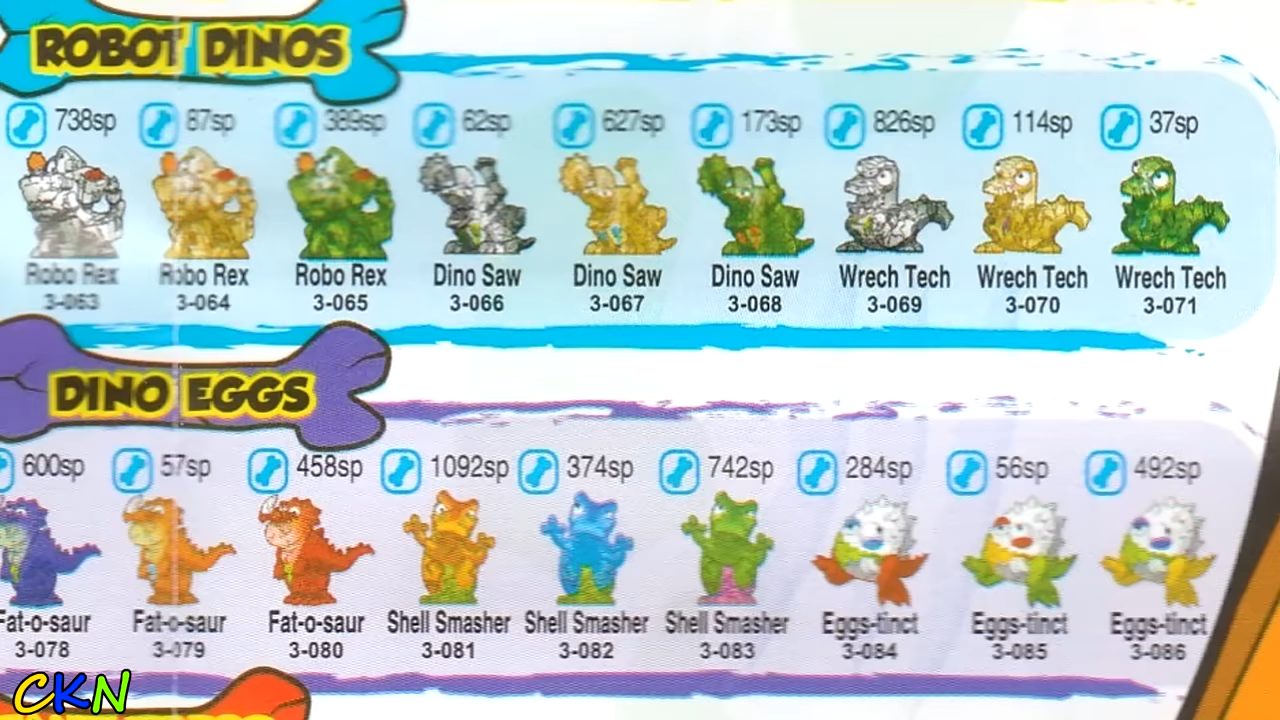 ROBOT DINOS
738sp 87sp 389sp 62sp 627sp 173sp 826sp 114sp 37sp
Robo Rex Robo Rex Robo Rex Dino Saw Dino Saw Dino Saw Wrech Tech Wrech Tech Wrech Tech
3-063 3-064 3-065 3-066 3-067 3-068 3-069 3-070 3-071
DINO EGGS
600sp 57sp 458sp 1092sp 374sp 742sp 284sp 56sp 492sp
Fat-o-saur Fat-o-saur Fat-o-saur Shell Smasher Shell Smasher Shell Smasher Eggs-tinct Eggs-tinct Eggs-tinct
3-078 3-079 3-080 3-081 3-082 3-083 3-084 3-085 3-086
CKN